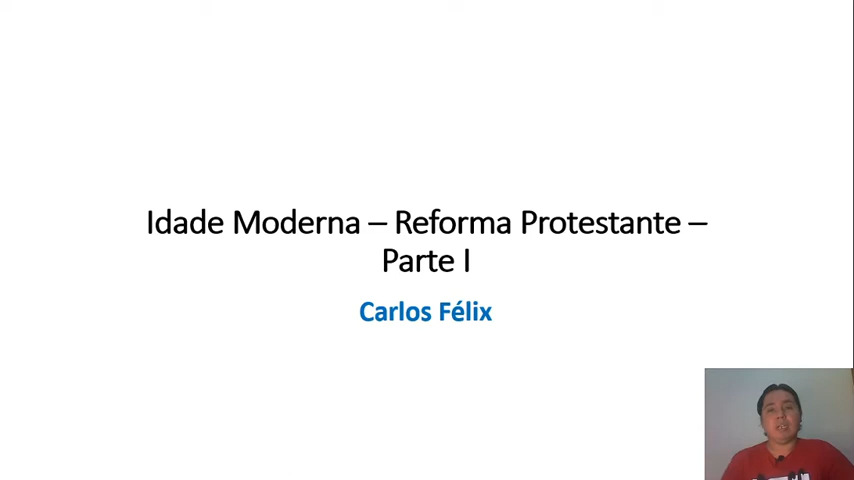 Idade Moderna – Reforma Protestante –
Parte I
Carlos Félix